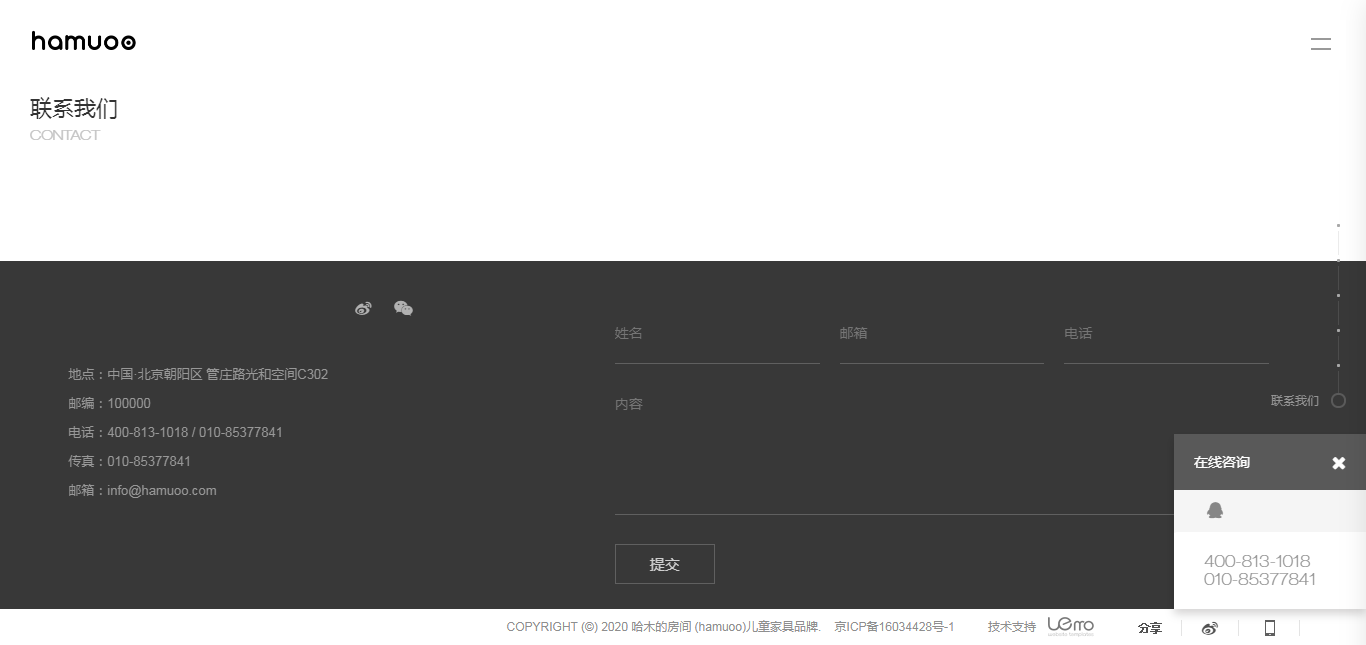 hamuoo
联系我们
CONTACT
姓名
邮箱
电话
地点：中国·北京朝阳区 管庄路光和空间C302
邮编：100000
电话：400-813-1018 / 010-85377841
传真：010-85377841
邮箱：info@hamuoo.com
内容
联系我们
在线咨询
400-813-1018
010-85377841
提交
COPYRIGHT (©) 2020 哈木的房间 (hamuoo)儿童家具品牌. 京ICP备16034428号-1 技术支持 uemo 分享